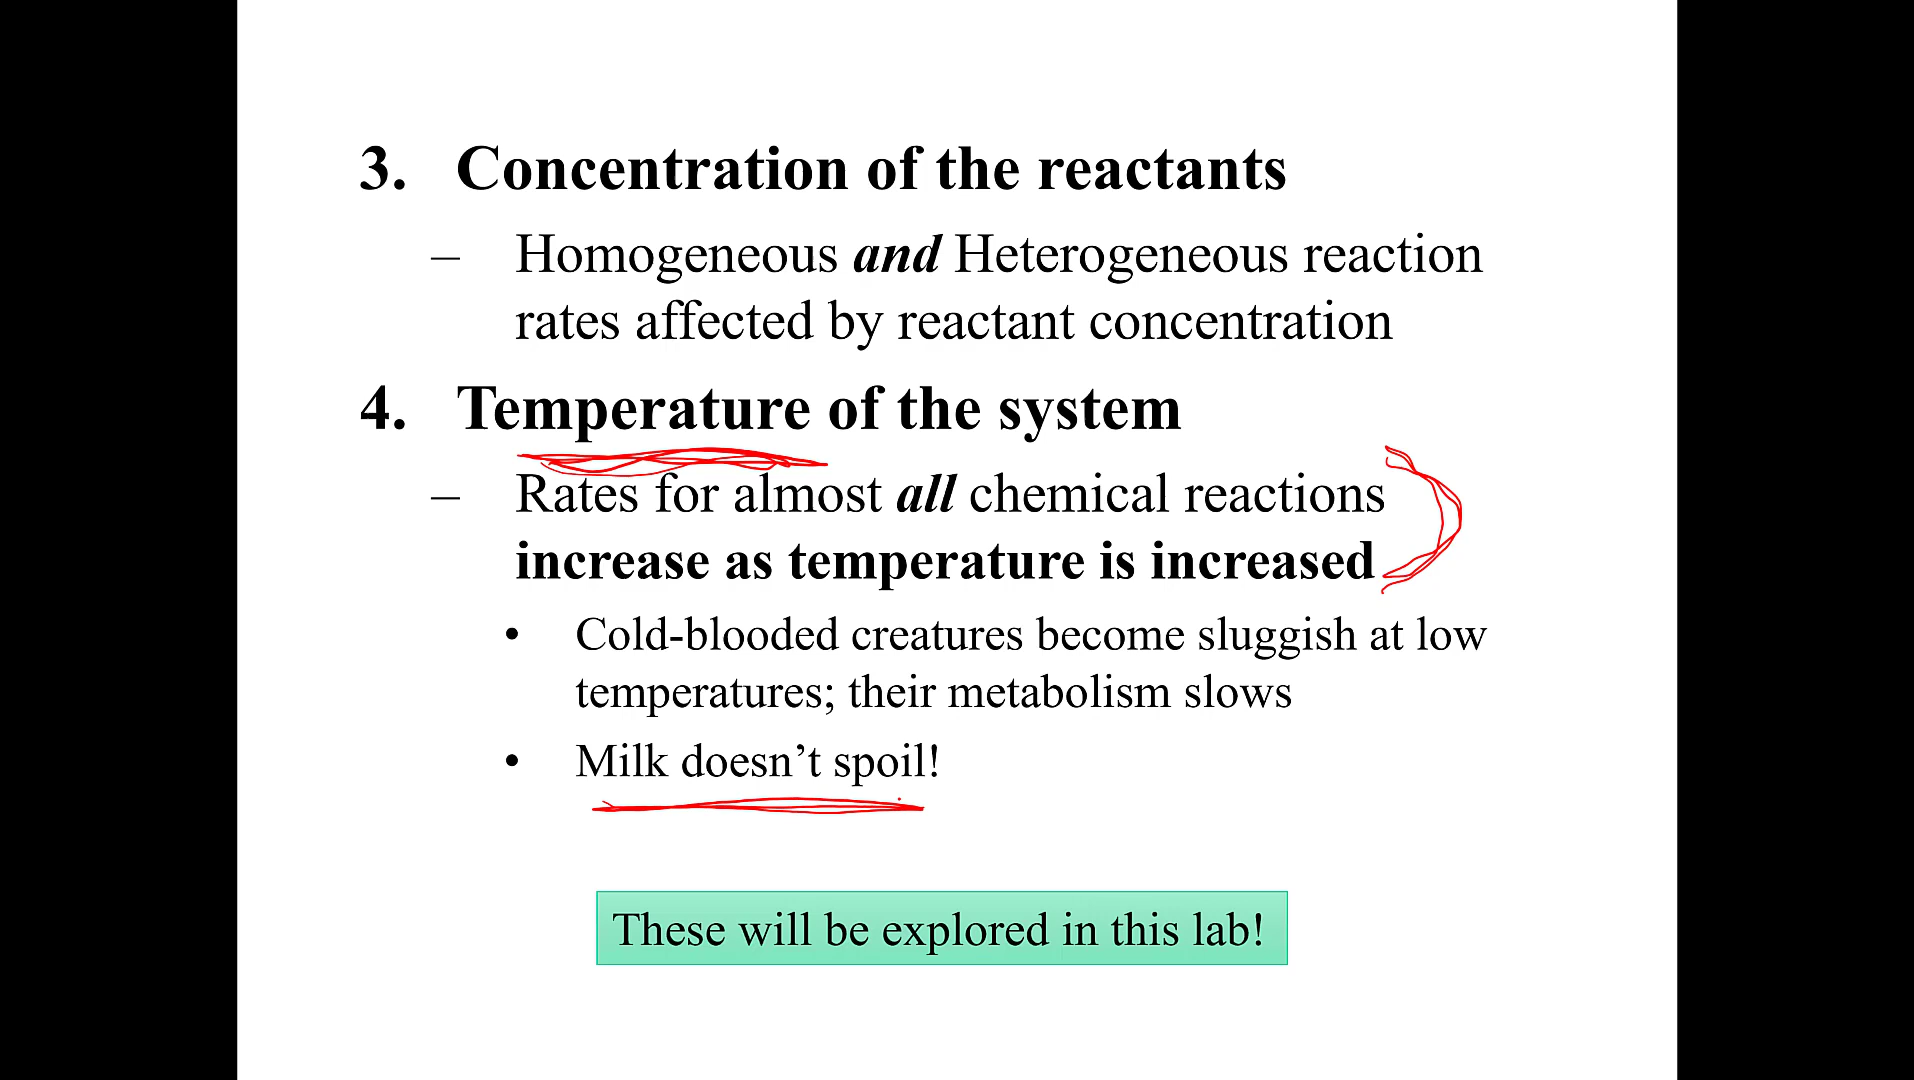 3. Concentration of the reactants
– Homogeneous and Heterogeneous reaction
rates affected by reactant concentration
4. Temperature of the system
– Rates for almost all chemical reactions
increase as temperature is increased
• Cold-blooded creatures become sluggish at low
temperatures; their metabolism slows
• Milk doesn’t spoil!
These will be explored in this lab!